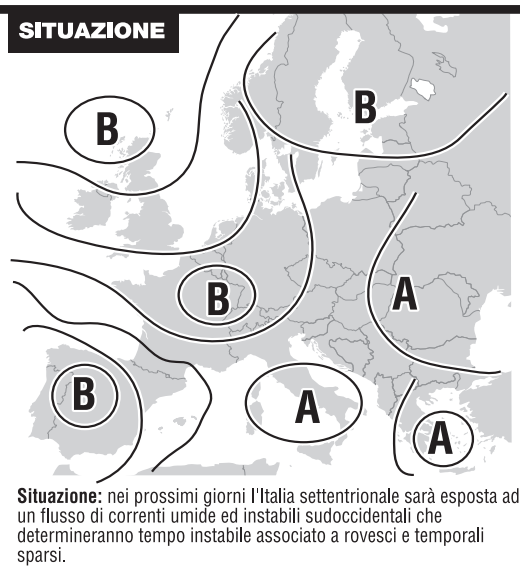 SITUAZIONE
B
B
B
A
B
A
A
Situazione: nei prossimi giorni l'Italia settentrionale sarà esposta ad
un flusso di correnti umide ed instabili sudoccidentali che
determineranno tempo instabile associato a rovesci e temporali
sparsi.